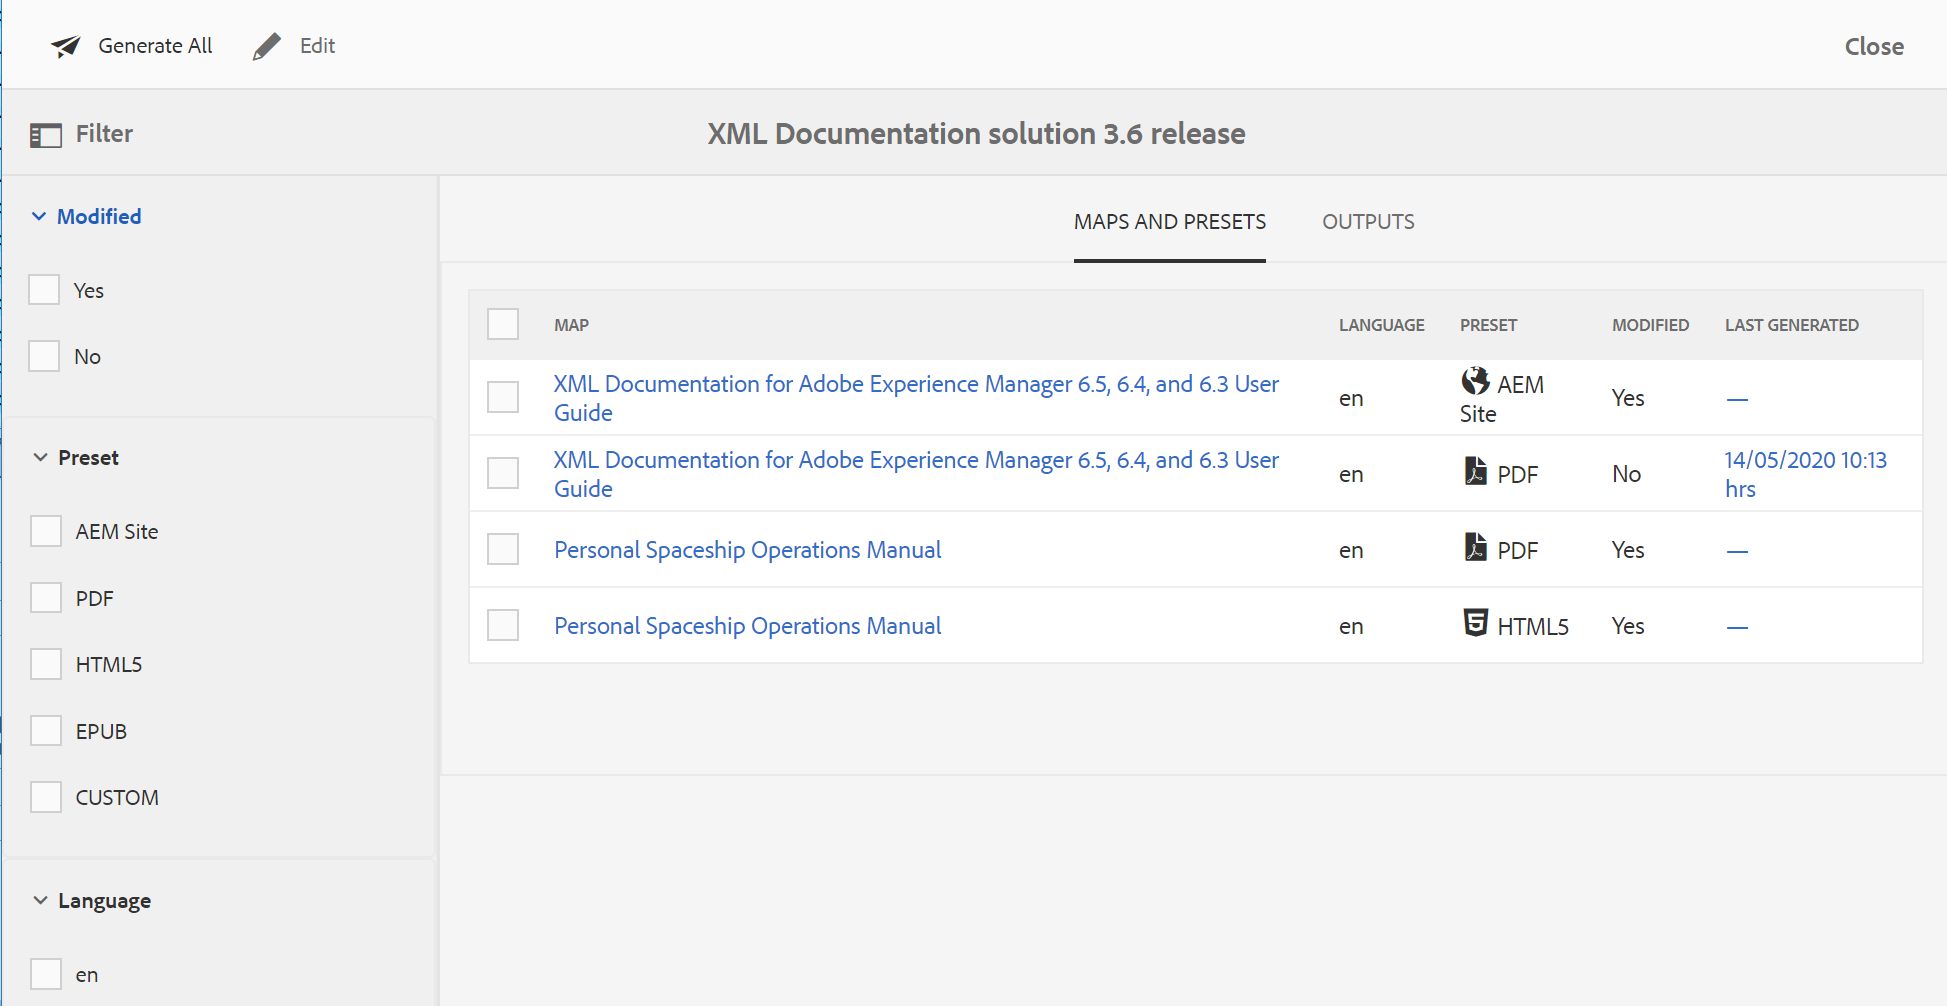 Generate All
Edit
Close
Filter
XML Documentation solution 3.6 release
Modified
Yes
No
Preset
AEM Site
PDF
HTML5
EPUB
CUSTOM
Language
en
MAPS AND PRESETS
OUTPUTS
MAP LANGUAGE PRESET MODIFIED LAST GENERATED
XML Documentation for Adobe Experience Manager 6.5, 6.4, and 6.3 User
Guide
en
AEM
Site
Yes
—
XML Documentation for Adobe Experience Manager 6.5, 6.4, and 6.3 User
Guide
en
PDF
No
14/05/2020 10:13
hrs
Personal Spaceship Operations Manual en PDF Yes —
Personal Spaceship Operations Manual en HTML5 Yes —